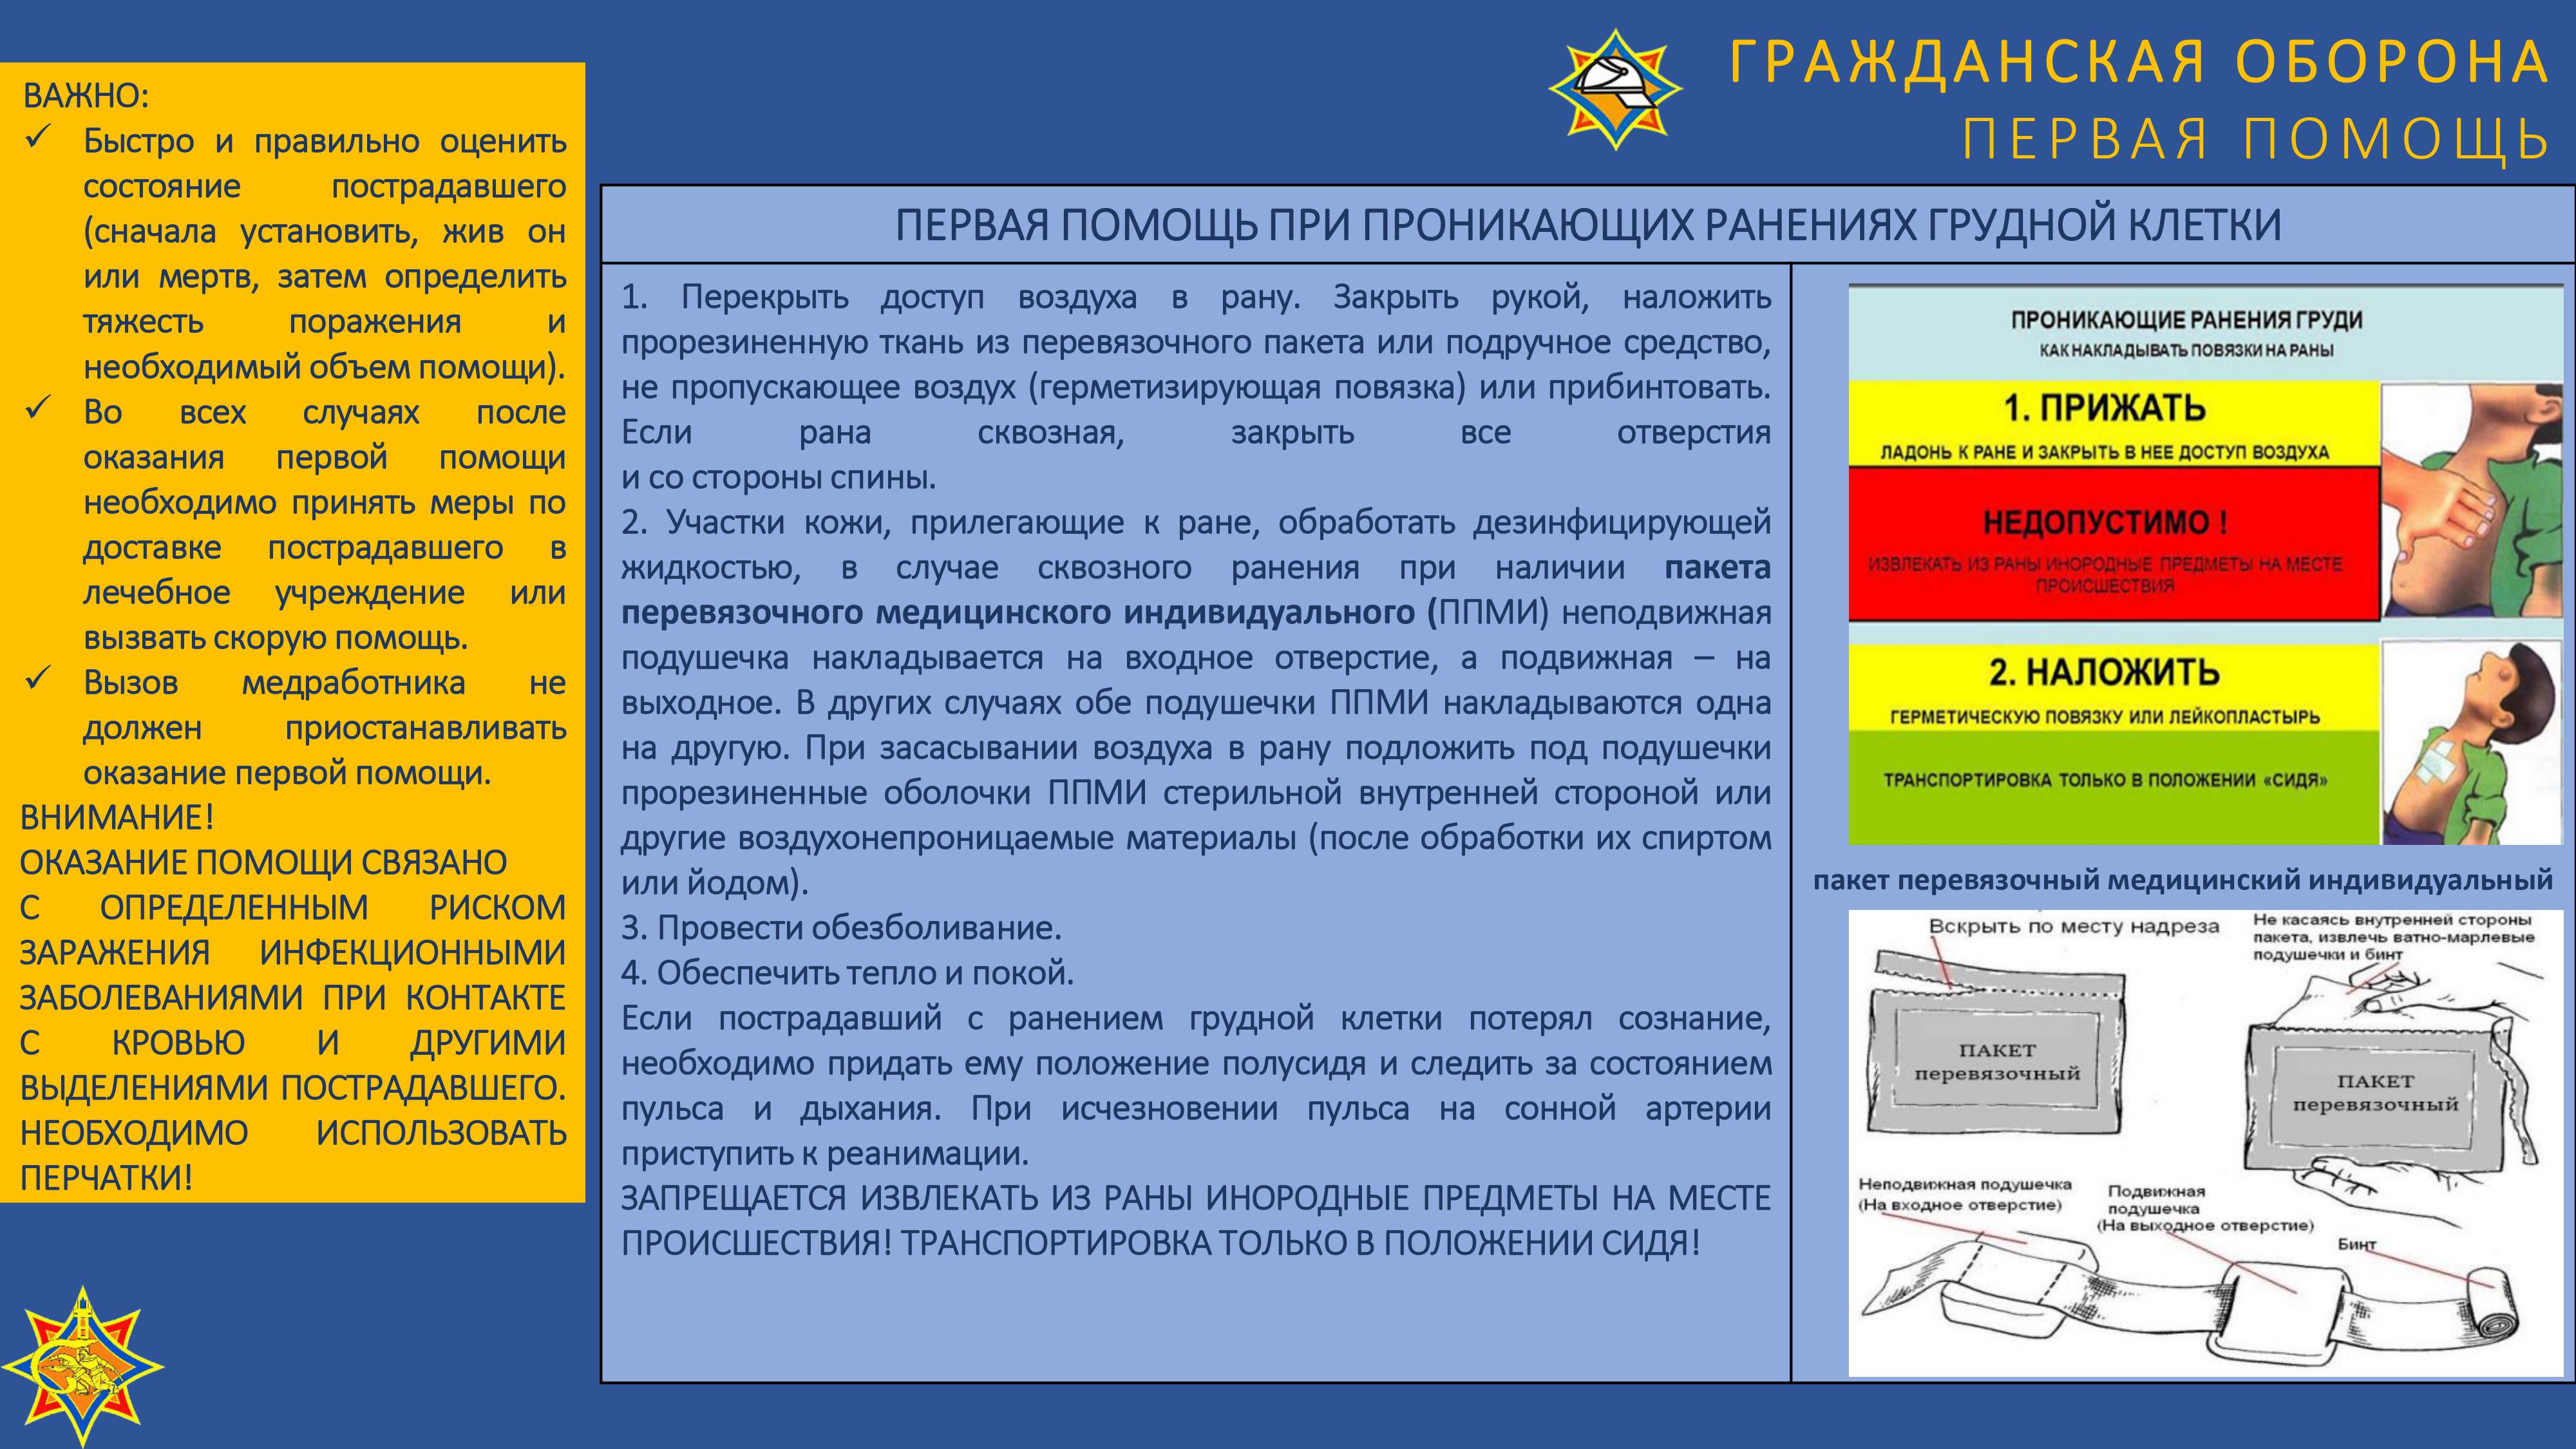 ГРАЖДАНСКАЯ ОБОРОНА
ПЕРВАЯ ПОМОЩЬ
ВАЖНО:
✓ Быстро и правильно оценить
состояние пострадавшего
(сначала установить, жив он
или мертв, затем определить
тяжесть поражения и
необходимый объем помощи).
✓ Во всех случаях после
оказания первой помощи
необходимо принять меры по
доставке пострадавшего в
лечебное учреждение или
вызвать скорую помощь.
✓ Вызов медработника не
должен приостанавливать
оказание первой помощи.
ВНИМАНИЕ!
ОКАЗАНИЕ ПОМОЩИ СВЯЗАНО
С ОПРЕДЕЛЕННЫМ РИСКОМ
ЗАРАЖЕНИЯ ИНФЕКЦИОННЫМИ
ЗАБОЛЕВАНИЯМИ ПРИ КОНТАКТЕ
С КРОВЬЮ И ДРУГИМИ
ВЫДЕЛЕНИЯМИ ПОСТРАДАВШЕГО.
НЕОБХОДИМО ИСПОЛЬЗОВАТЬ
ПЕРЧАТКИ!
ПЕРВАЯ ПОМОЩЬ ПРИ ПРОНИКАЮЩИХ РАНЕНИЯХ ГРУДНОЙ КЛЕТКИ
1. Перекрыть доступ воздуха в рану. Закрыть рукой, наложить
прорезиненную ткань из перевязочного пакета или подручное средство,
не пропускающее воздух (герметизирующая повязка) или прибинтовать.
Если рана сквозная, закрыть все отверстия
и со стороны спины.
2. Участки кожи, прилегающие к ране, обработать дезинфицирующей
жидкостью, в случае сквозного ранения при наличии пакета
перевязочного медицинского индивидуального (ППМИ) неподвижная
подушечка накладывается на входное отверстие, а подвижная – на
выходное. В других случаях обе подушечки ППМИ накладываются одна
на другую. При засасывании воздуха в рану подложить под подушечки
прорезиненные оболочки ППМИ стерильной внутренней стороной или
другие воздухонепроницаемые материалы (после обработки их спиртом
или йодом).
3. Провести обезболивание.
4. Обеспечить тепло и покой.
Если пострадавший с ранением грудной клетки потерял сознание,
необходимо придать ему положение полусидя и следить за состоянием
пульса и дыхания. При исчезновении пульса на сонной артерии
приступить к реанимации.
ЗАПРЕЩАЕТСЯ ИЗВЛЕКАТЬ ИЗ РАНЫ ИНОРОДНЫЕ ПРЕДМЕТЫ НА МЕСТЕ
ПРОИСШЕСТВИЯ! ТРАНСПОРТИРОВКА ТОЛЬКО В ПОЛОЖЕНИИ СИДЯ!
ПРОНИКАЮЩИЕ РАНЕНИЯ ГРУДИ
КАК НАКЛАДЫВАТЬ ПОВЯЗКИ НА РАНЫ
1. ПРИЖАТЬ
ЛАДОНЬ К РАНЕ И ЗАКРЫТЬ В НЕЕ ДОСТУП ВОЗДУХА
НЕДОПУСТИМО !
ИЗВЛЕКАТЬ ИЗ РАНЫ ИНОРОДНЫЕ ПРЕДМЕТЫ НА МЕСТЕ
ПРОИСШЕСТВИЯ
2. НАЛОЖИТЬ
ГЕРМЕТИЧЕСКУЮ ПОВЯЗКУ ИЛИ ЛЕЙКОПЛАСТЫРЬ
ТРАНСПОРТИРОВКА ТОЛЬКО В ПОЛОЖЕНИИ «СИДЯ»
пакет перевязочный медицинский индивидуальный
Вскрыть по месту надреза
Не касаясь внутренней стороны
пакета, извлечь ватно-марлевые
подушечки и бинт
ПАКЕТ
перевязочный
ПАКЕТ
перевязочный
Неподвижная подушечка
(На входное отверстие)
Подвижная
подушечка
(На выходное отверстие)
Бинт